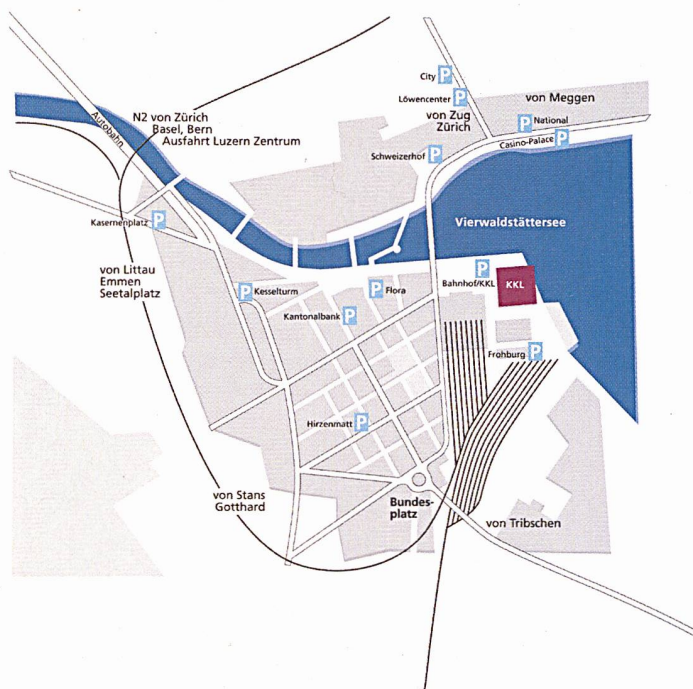 City P
Löwencenter P
von Zug
Zürich
von Meggen
P National
Casino-Palace P
Schweizerhof P
Autobahn
N2 von Zürich
Basel, Bern
Ausfahrt Luzern Zentrum
Kasernenplatz P
Vierwaldstättersee
von Littau
Emmen
Seetalplatz
P Kesselturm
P Flora
P
Bahnhof/KKL
KKL
Kantonalbank P
Frohburg P
Hirzenmatt P
von Stans
Gotthard
Bundes-
platz
von Tribschen